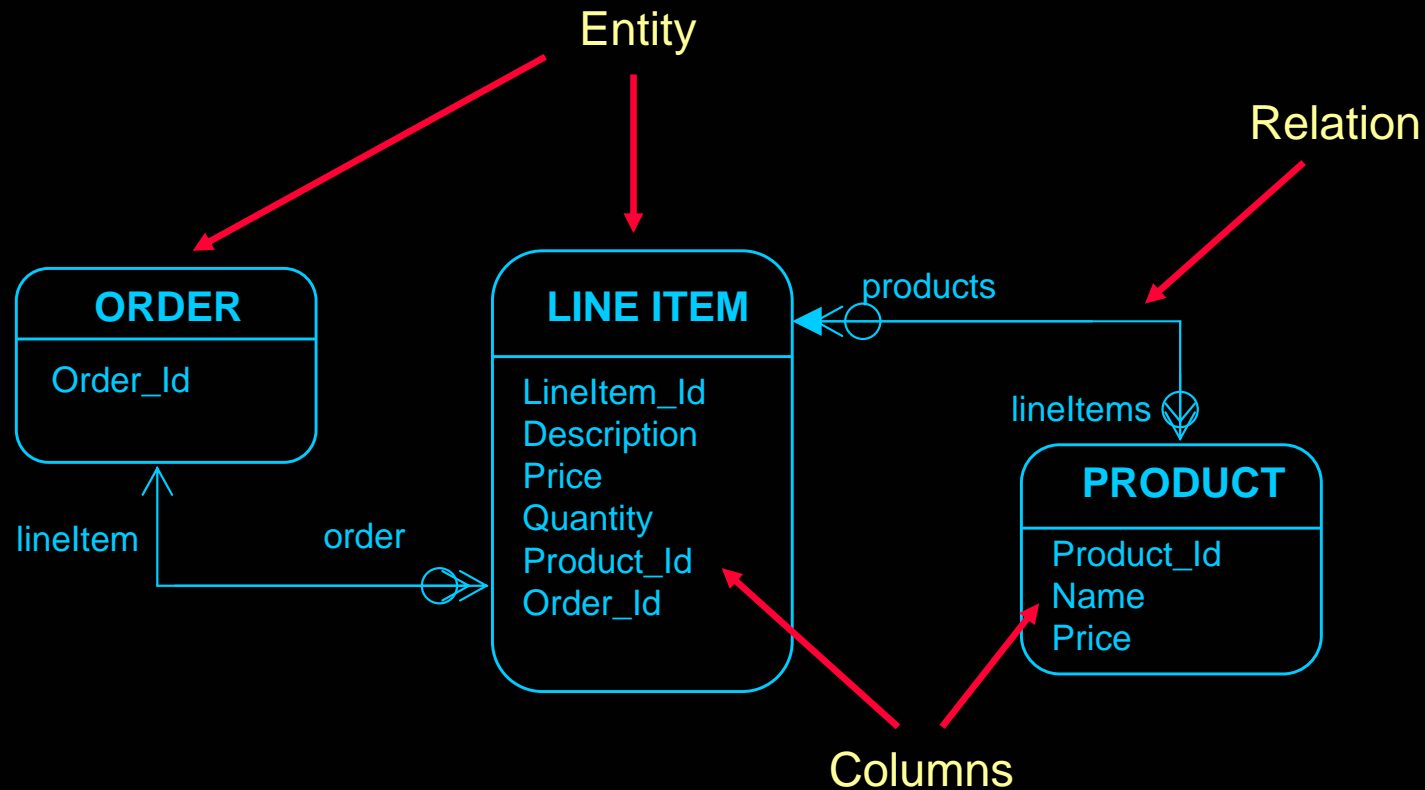 Entity
Relation
ORDER
Order_Id
LINE ITEM
LineItem_Id
Description
Price
Quantity
Product_Id
Order_Id
products
lineItems
PRODUCT
Product_Id
Name
Price
lineItem
order
Columns